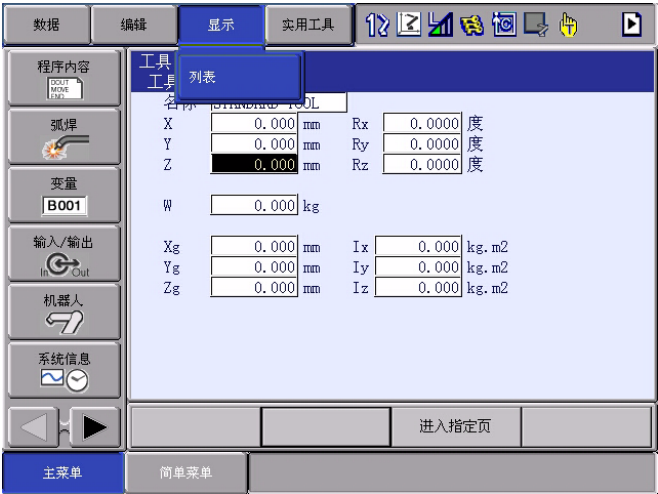 数据 编辑 显示 实用工具
程序内容
DOUT
MOVE
END
弧焊
变量
B001
输入/输出
In Out
机器人
系统信息
工具
工具
列表
名称 STANDARD TOOL
X 0.000 mm Rx 0.0000 度
Y 0.000 mm Ry 0.0000 度
Z 0.000 mm Rz 0.0000 度
W 0.000 kg
Xg 0.000 mm Ix 0.000 kg.m2
Yg 0.000 mm Iy 0.000 kg.m2
Zg 0.000 mm Iz 0.000 kg.m2
进入指定页
主菜单 简单菜单